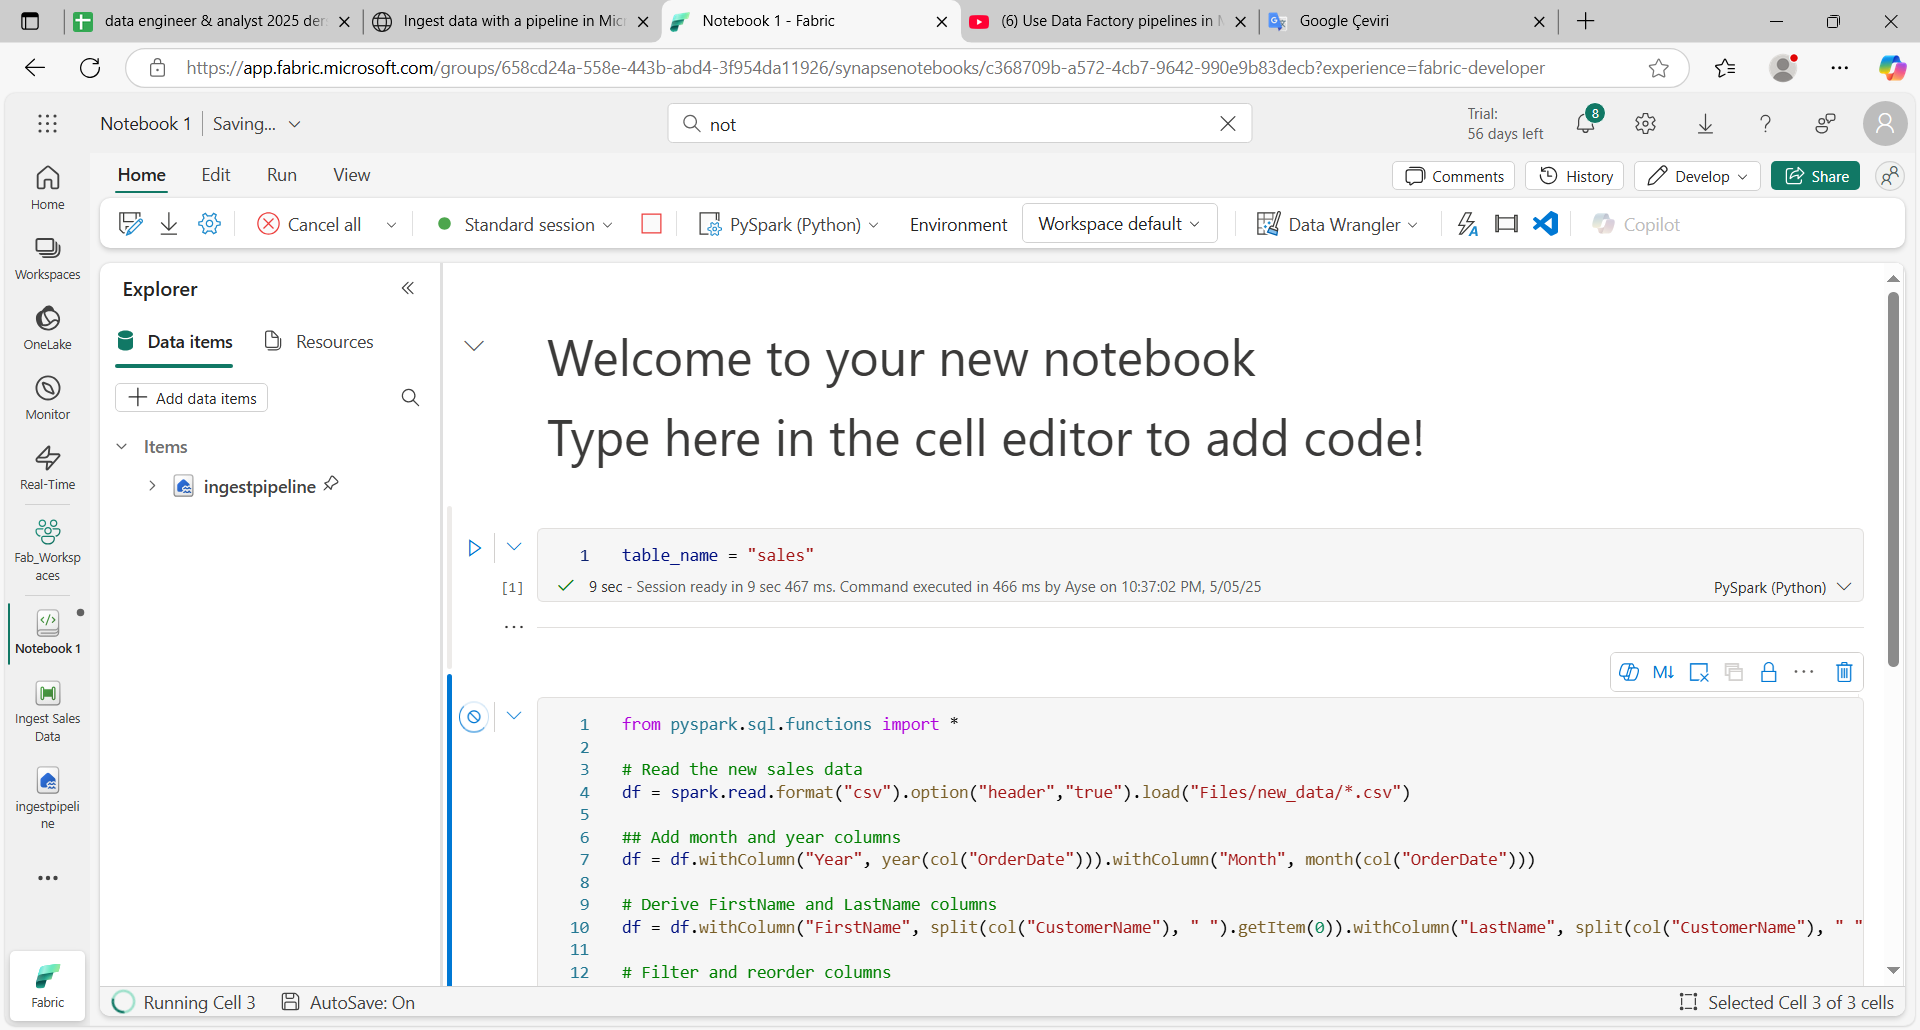 data engineer & analyst 2025 der
Ingest data with a pipeline in Mic
Notebook 1 - Fabric
(6) Use Data Factory pipelines in M
Google Çeviri
https://app.fabric.microsoft.com/groups/658cd24a-558e-443b-abd4-3f954da11926/synapsenotebooks/c368709b-a572-4cb7-9642-990e9b83decb?experience=fabric-developer
Notebook 1
Saving...
not
Trial:
56 days left
8
Home
Edit
Run
View
Comments
History
Develop
Share
Cancel all
Standard session
PySpark (Python)
Environment
Workspace default
Data Wrangler
Copilot
Home
Workspaces
OneLake
Monitor
Real-Time
Fab_Worksp
aces
Notebook 1
Ingest Sales
Data
ingestpipeli
ne
Fabric
Explorer
Data items
Resources
Add data items
Items
ingestpipeline
Welcome to your new notebook
Type here in the cell editor to add code!
1 table_name = "sales"
[1]
9 sec - Session ready in 9 sec 467 ms. Command executed in 466 ms by Ayse on 10:37:02 PM, 5/05/25
PySpark (Python)
M↓
1 from pyspark.sql.functions import *
2
3 # Read the new sales data
4 df = spark.read.format("csv").option("header","true").load("Files/new_data/*.csv")
5
6 ## Add month and year columns
7 df = df.withColumn("Year", year(col("OrderDate"))).withColumn("Month", month(col("OrderDate")))
8
9 # Derive FirstName and LastName columns
10 df = df.withColumn("FirstName", split(col("CustomerName"), " ").getItem(0)).withColumn("LastName", split(col("CustomerName"), " "
11
12 # Filter and reorder columns
Running Cell 3
AutoSave: On
Selected Cell 3 of 3 cells